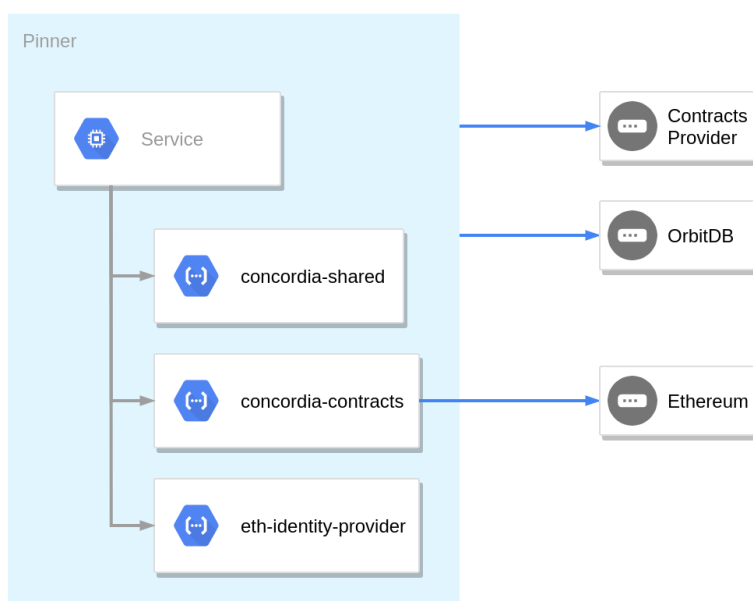 Pinner
Service
Contracts
Provider
concordia-shared
OrbitDB
concordia-contracts
Ethereum
eth-identity-provider